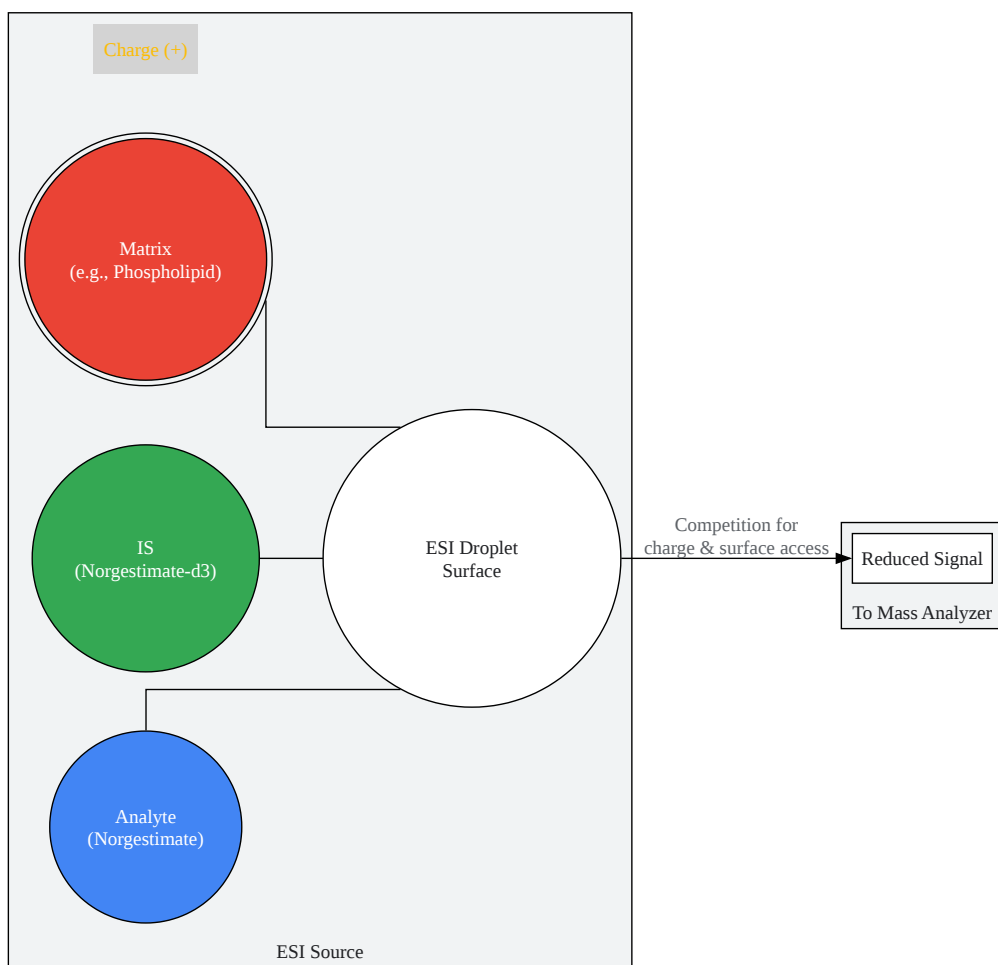 Charge (+)
Matrix
(e.g., Phospholipid)
IS
(Norgestimate-d3)
Analyte
(Norgestimate)
ESI Droplet
Surface
ESI Source
Competition for
charge & surface access
Reduced Signal
To Mass Analyzer